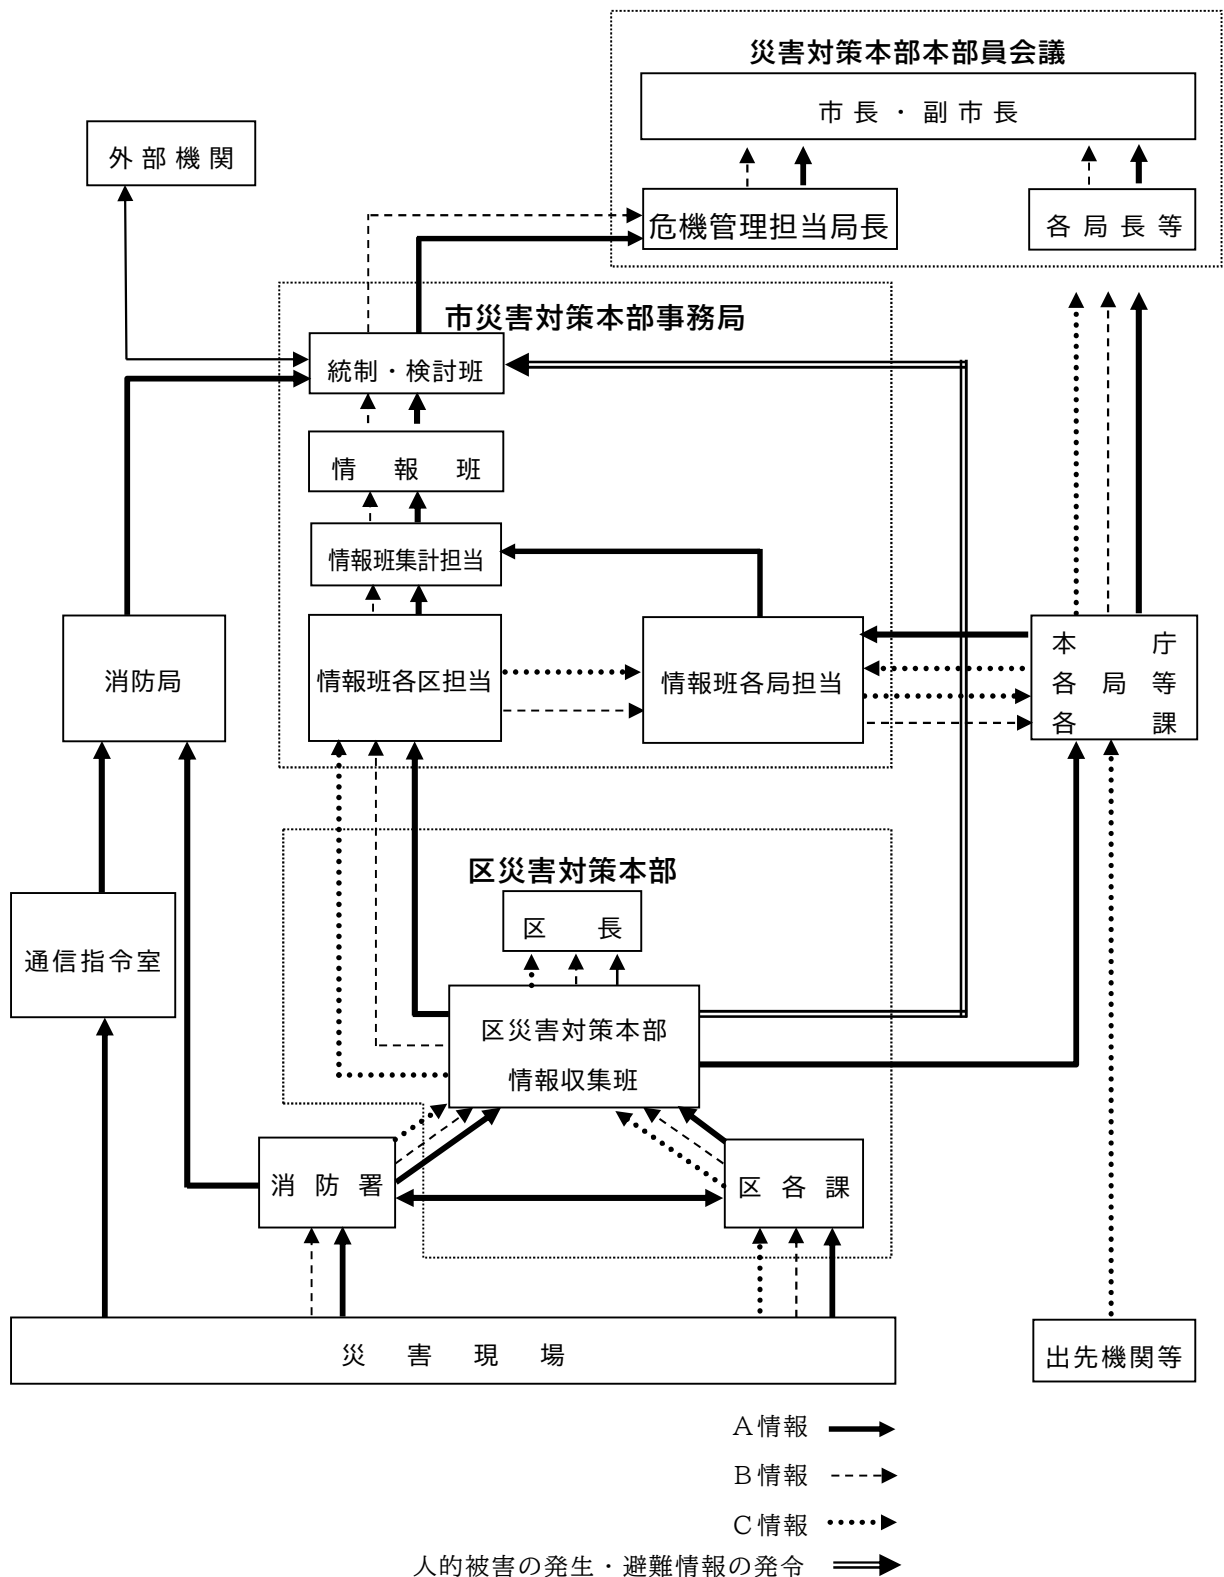 災害対策本部本部員会議
市長・副市長
外部機関
危機管理担当局長
各局長等
市災害対策本部事務局
統制・検討班
情報班
情報班集計担当
消防局
情報班各区担当
情報班各局担当
本庁
各局等
各課
区災害対策本部
区長
通信指令室
区災害対策本部
情報収集班
消防署
区各課
災害現場
出先機関等
Ａ情報
Ｂ情報
Ｃ情報
人的被害の発生・避難情報の発令